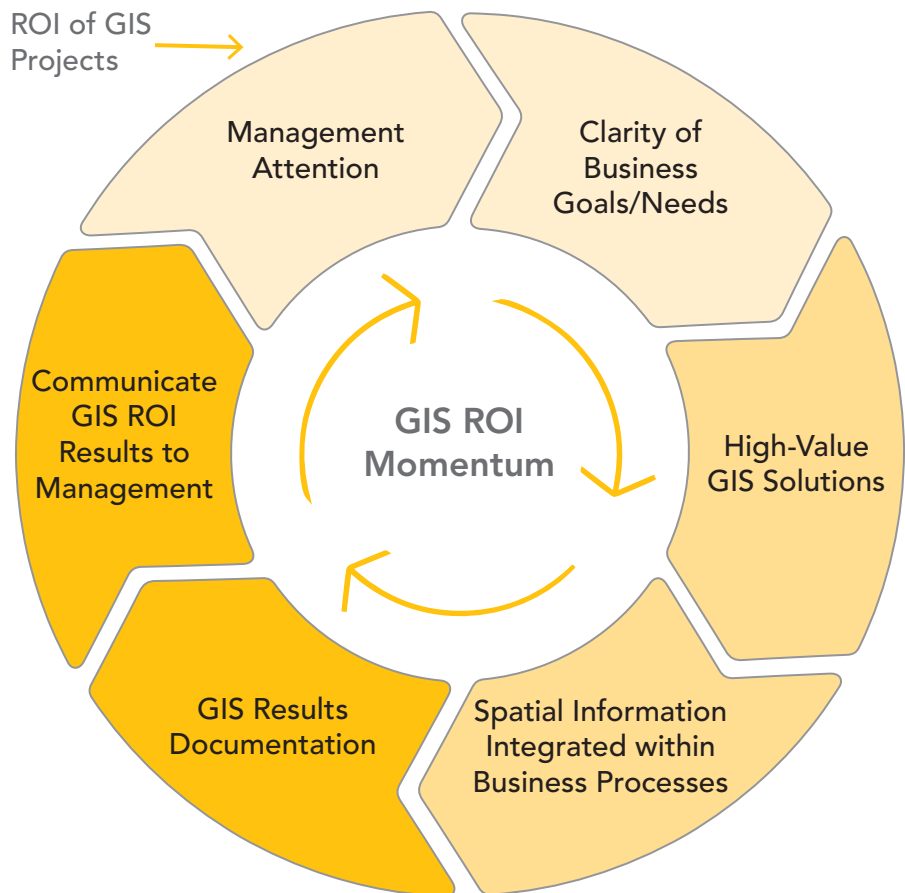 ROI of GIS
Projects
Management
Attention
Clarity of
Business
Goals/Needs
High-Value
GIS Solutions
Spatial Information
Integrated within
Business Processes
GIS Results
Documentation
Communicate
GIS ROI
Results to
Management
GIS ROI
Momentum